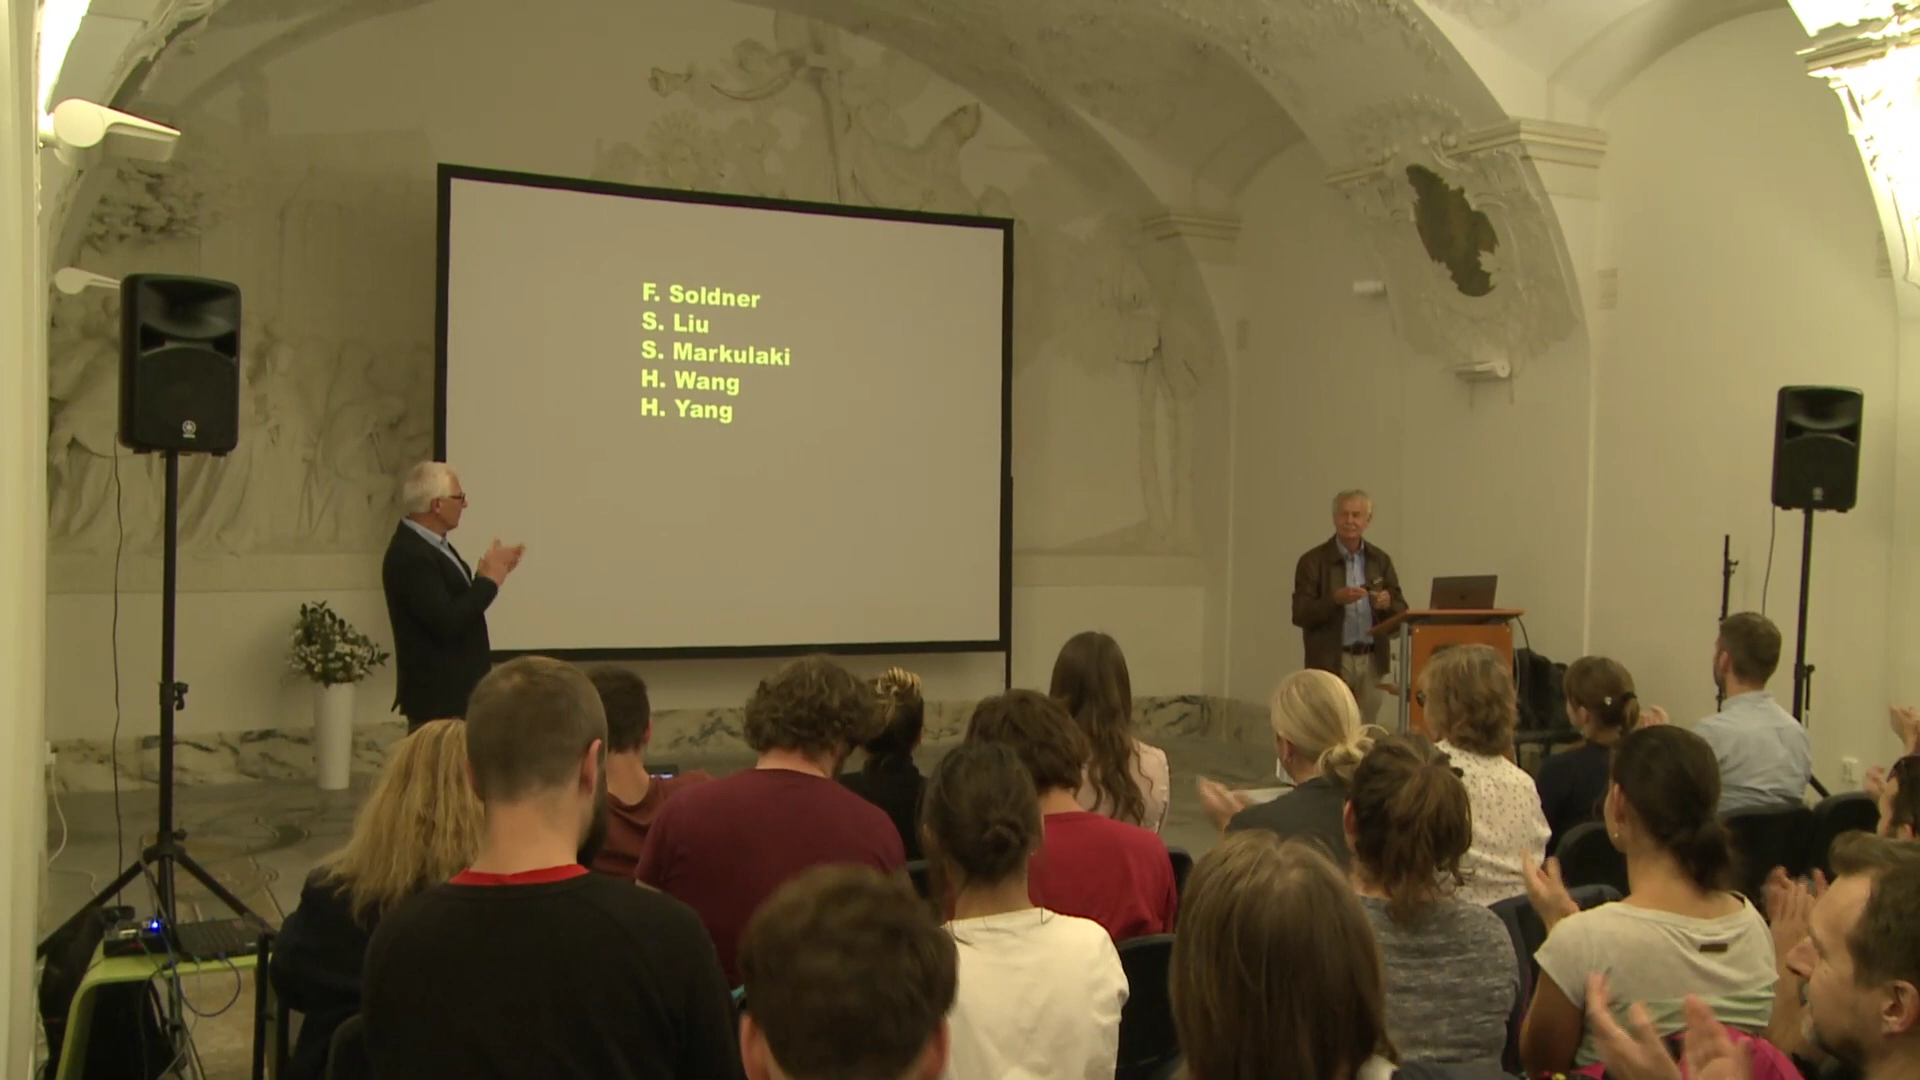 F. Soldner
S. Liu
S. Markulaki
H. Wang
H. Yang